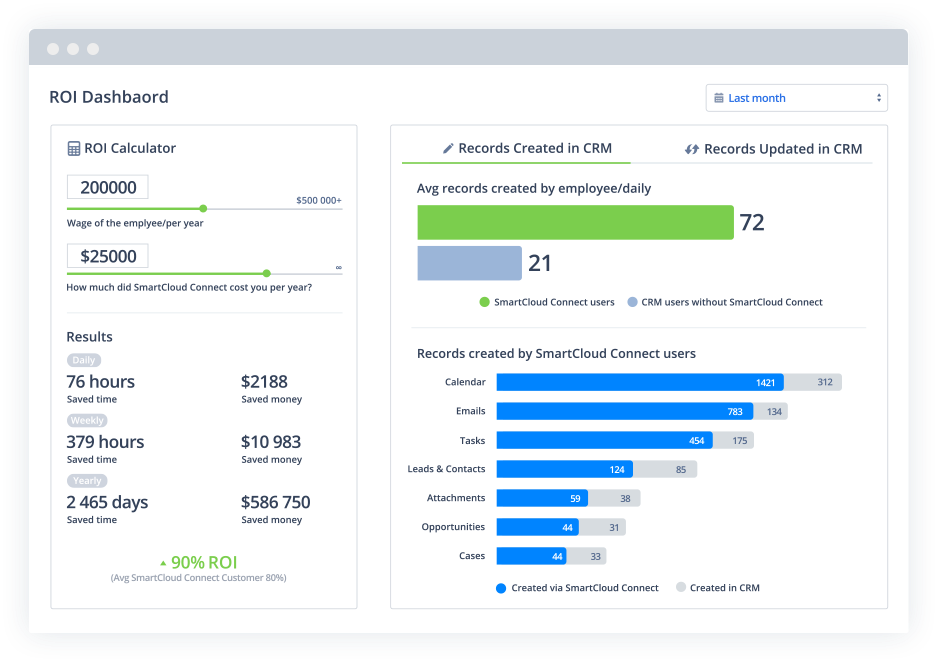 ROI Dashbaord
Last month
ROI Calculator
200000
$500 000+
Wage of the emplyee/per year
$25000
∞
How much did SmartCloud Connect cost you per year?
Results
Daily
76 hours $2188
Saved time Saved money
Weekly
379 hours $10 983
Saved time Saved money
Yearly
2 465 days $586 750
Saved time Saved money
90% ROI
(Avg SmartCloud Connect Customer 80%)
Records Created in CRM Records Updated in CRM
Avg records created by employee/daily
72
21
SmartCloud Connect users CRM users without SmartCloud Connect
Records created by SmartCloud Connect users
Calendar 1421 312
Emails 783 134
Tasks 454 175
Leads & Contacts 124 85
Attachments 59 38
Opportunities 44 31
Cases 44 33
Created via SmartCloud Connect Created in CRM